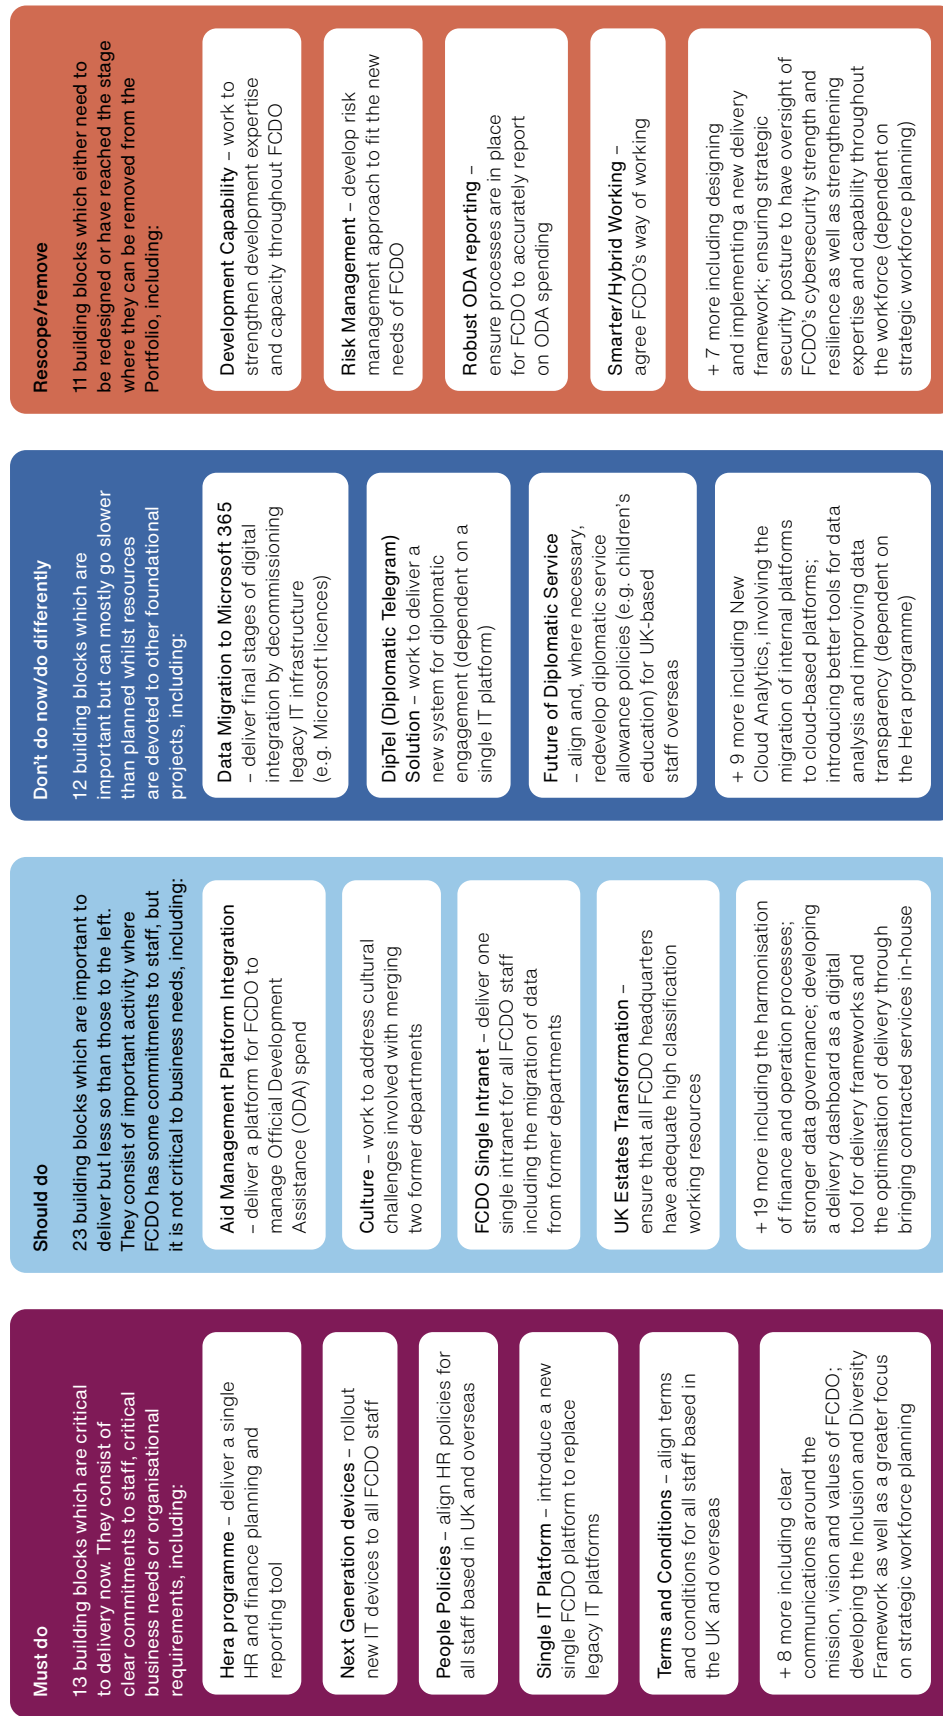 Must do
13 building blocks which are critical
to delivery now. They consist of
clear commitments to staff, critical
business needs or organisational
requirements, including:
Hera programme – deliver a single
HR and finance planning and
reporting tool
Next Generation devices – rollout
new IT devices to all FCDO staff
People Policies – align HR policies for
all staff based in UK and overseas
Single IT Platform – introduce a new
single FCDO platform to replace
legacy IT platforms
Terms and Conditions – align terms
and conditions for all staff based in
the UK and overseas
+ 8 more including clear
communications around the
mission, vision and values of FCDO;
developing the Inclusion and Diversity
Framework as well as a greater focus
on strategic workforce planning
Should do
23 building blocks which are important to
deliver but less so than those to the left.
They consist of important activity where
FCDO has some commitments to staff, but
it is not critical to business needs, including:
Aid Management Platform Integration
– deliver a platform for FCDO to
manage Official Development
Assistance (ODA) spend
Culture – work to address cultural
challenges involved with merging
two former departments
FCDO Single Intranet – deliver one
single intranet for all FCDO staff
including the migration of data
from former departments
UK Estates Transformation –
ensure that all FCDO headquarters
have adequate high classification
working resources
+ 19 more including the harmonisation
of finance and operation processes;
stronger data governance; developing
a delivery dashboard as a digital
tool for delivery frameworks and
the optimisation of delivery through
bringing contracted services in-house
Don't do now/do differently
12 building blocks which are
important but can mostly go slower
than planned whilst resources
are devoted to other foundational
projects, including:
Data Migration to Microsoft 365
– deliver final stages of digital
integration by decommissioning
legacy IT infrastructure
(e.g. Microsoft licences)
DipTel (Diplomatic Telegram)
Solution – work to deliver a
new system for diplomatic
engagement (dependent on a
single IT platform)
Future of Diplomatic Service
– align and, where necessary,
redevelop diplomatic service
allowance policies (e.g. children's
education) for UK-based
staff overseas
+ 9 more including New
Cloud Analytics, involving the
migration of internal platforms
to cloud-based platforms;
introducing better tools for data
analysis and improving data
transparency (dependent on
the Hera programme)
Rescope/remove
11 building blocks which either need to
be redesigned or have reached the stage
where they can be removed from the
Portfolio, including:
Development Capability – work to
strengthen development expertise
and capacity throughout FCDO
Risk Management – develop risk
management approach to fit the new
needs of FCDO
Robust ODA reporting –
ensure processes are in place
for FCDO to accurately report
on ODA spending
Smarter/Hybrid Working –
agree FCDO's way of working
+ 7 more including designing
and implementing a new delivery
framework; ensuring strategic
security posture to have oversight of
FCDO's cybersecurity strength and
resilience as well as strengthening
expertise and capability throughout
the workforce (dependent on
strategic workforce planning)